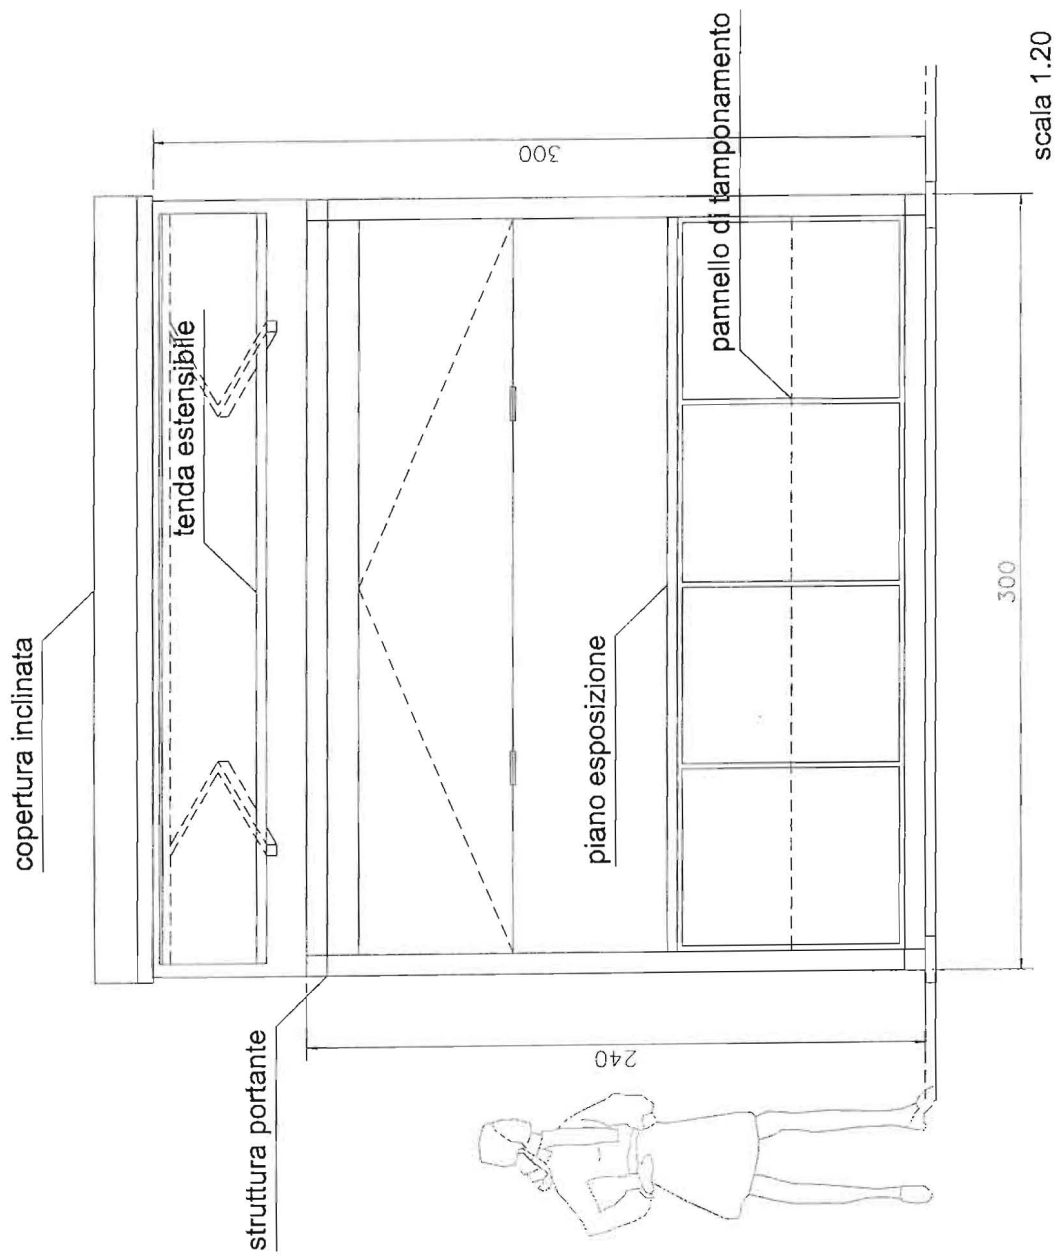 copertura inclinata
tenda estensibile
struttura portante
300
240
piano esposizione
pannello di tamponamento
300
scala 1.20